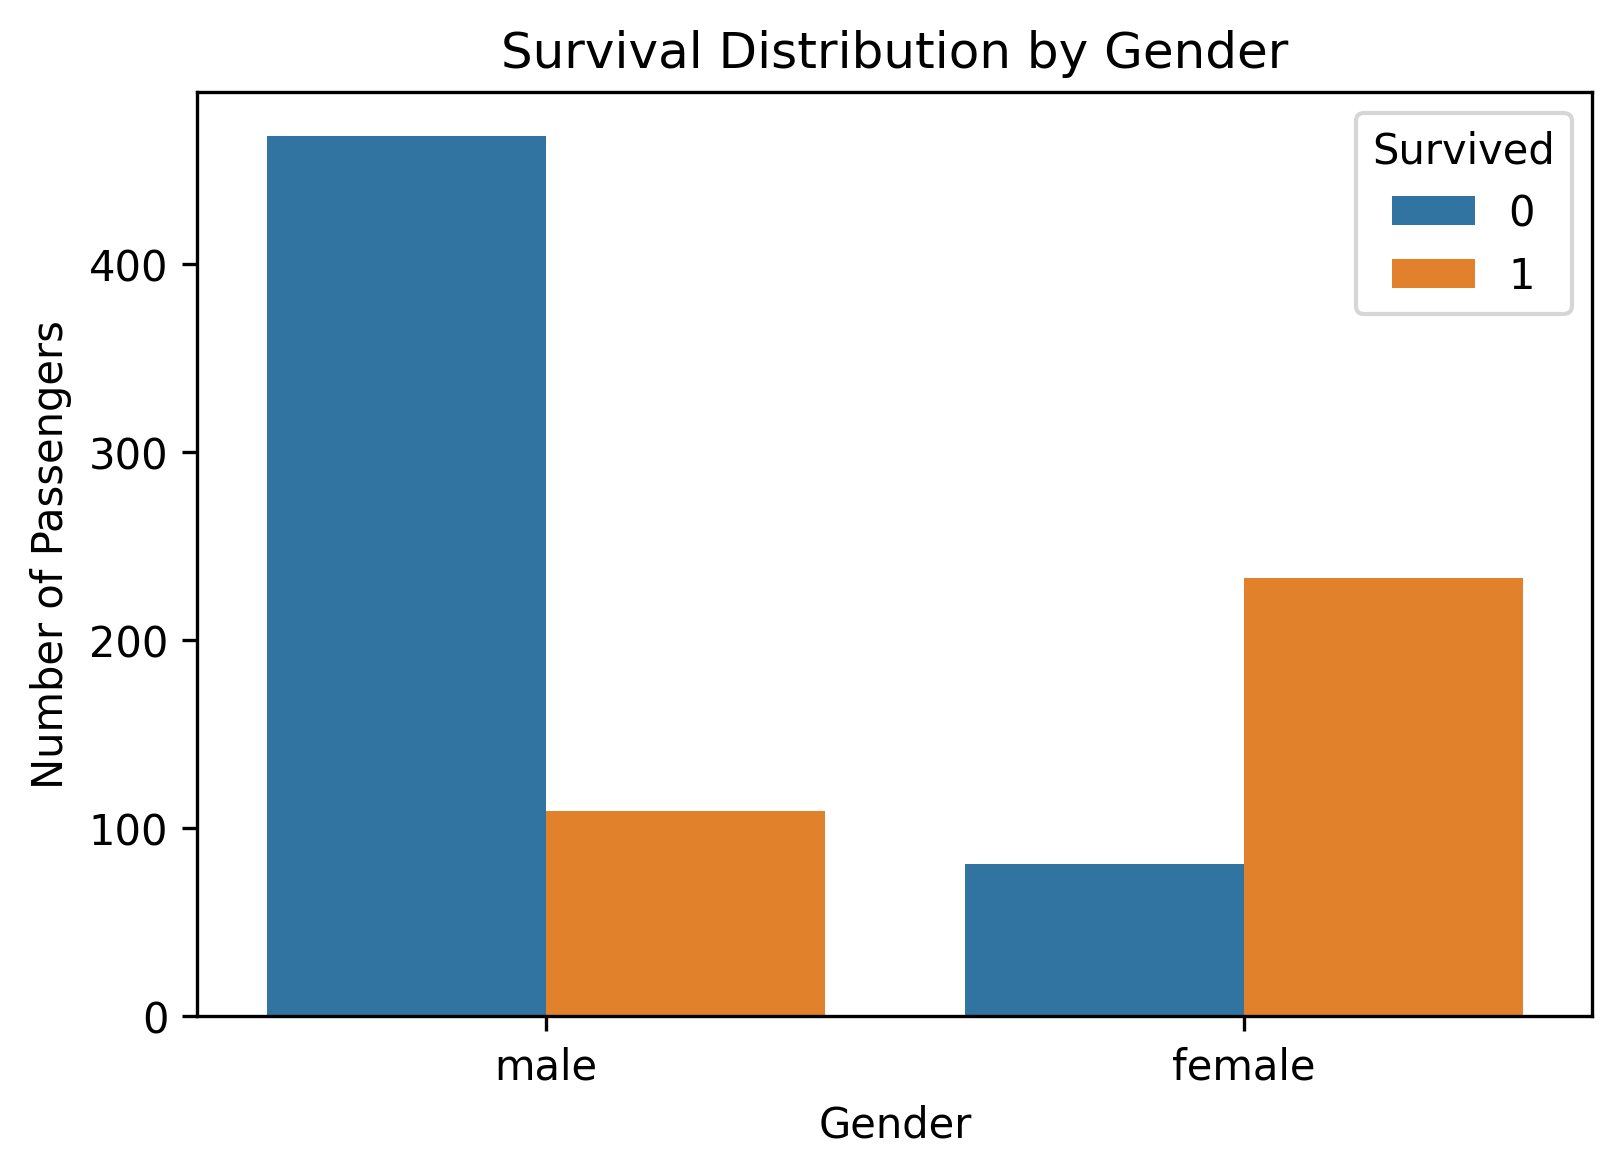 Survival Distribution by Gender
Survived
0
1
400
300
200
100
0
Number of Passengers
male
female
Gender